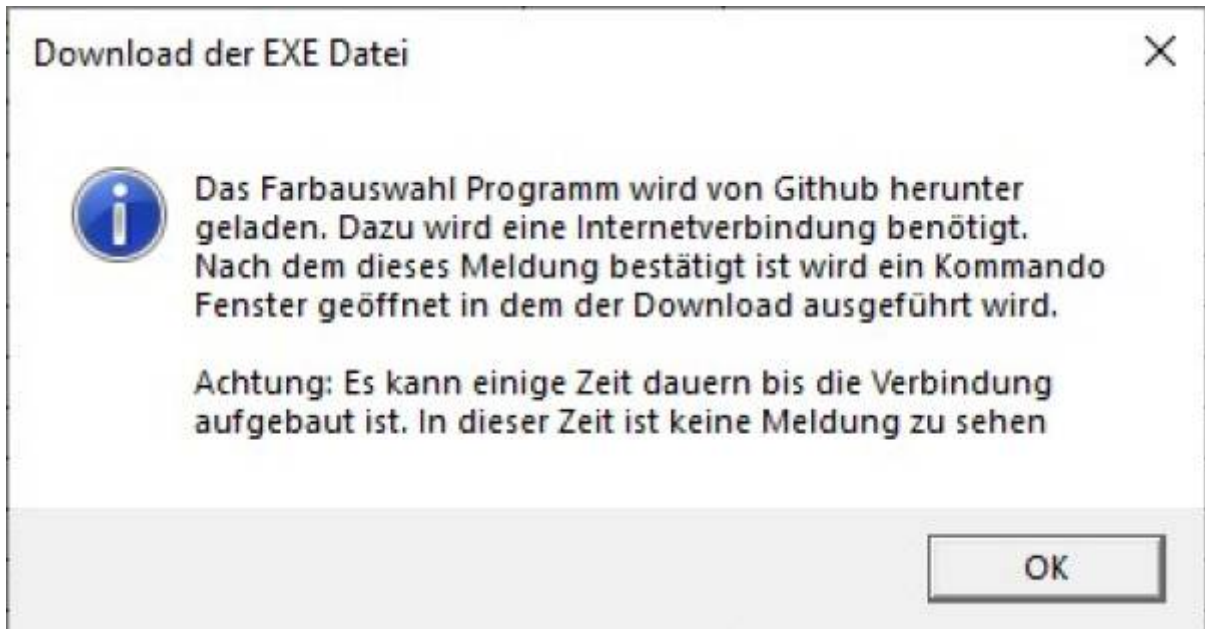 Download der EXE Datei
Das Farbauswahl Programm wird von Github herunter
geladen. Dazu wird eine Internetverbindung benötigt.
Nach dem dieses Meldung bestätigt ist wird ein Kommando
Fenster geöffnet in dem der Download ausgeführt wird.
Achtung: Es kann einige Zeit dauern bis die Verbindung
aufgebaut ist. In dieser Zeit ist keine Meldung zu sehen
OK